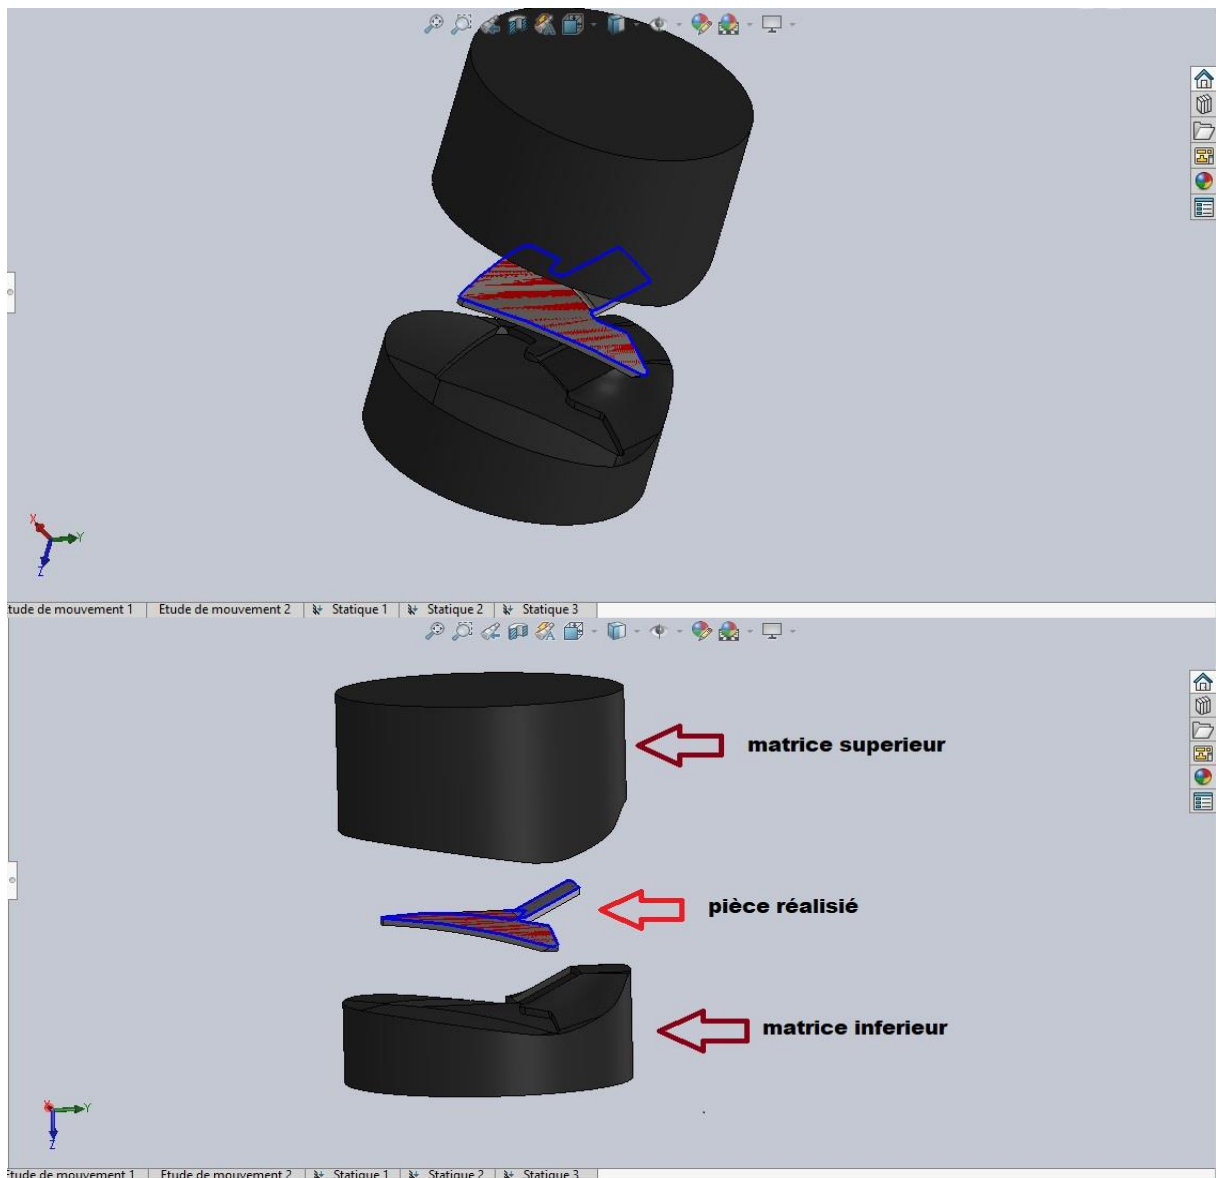 X
Y
Z
tude de mouvement 1 Etude de mouvement 2 Statique 1 Statique 2 Statique 3
matrice superieur
pièce réalisié
matrice inferieur
X
Y
Z
Etude de mouvement 1 Etude de mouvement 2 Statique 1 Statique 2 Statique 3